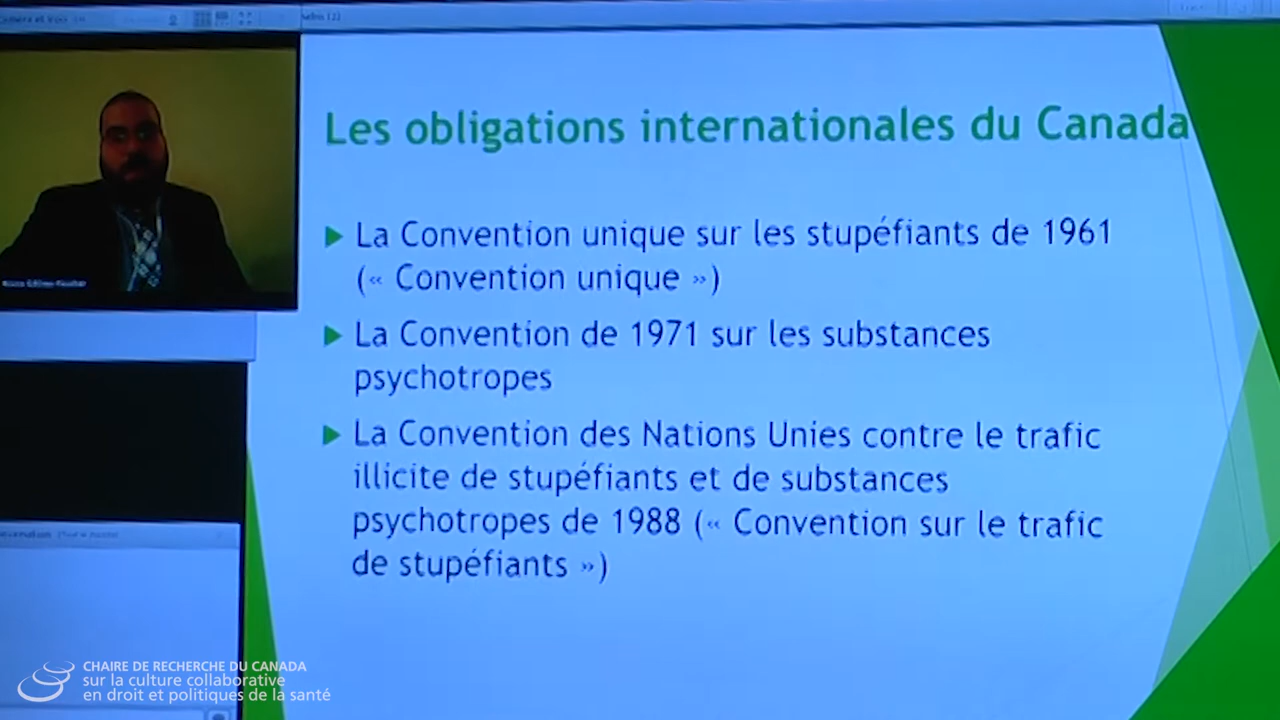 Les obligations internationales du Canada
La Convention unique sur les stupéfiants de 1961
(« Convention unique »)
La Convention de 1971 sur les substances
psychotropes
La Convention des Nations Unies contre le trafic
illicite de stupéfiants et de substances
psychotropes de 1988 (« Convention sur le trafic
de stupéfiants »)
CHAIRE DE RECHERCHE DU CANADA
sur la culture collaborative
en droit et politiques de la santé